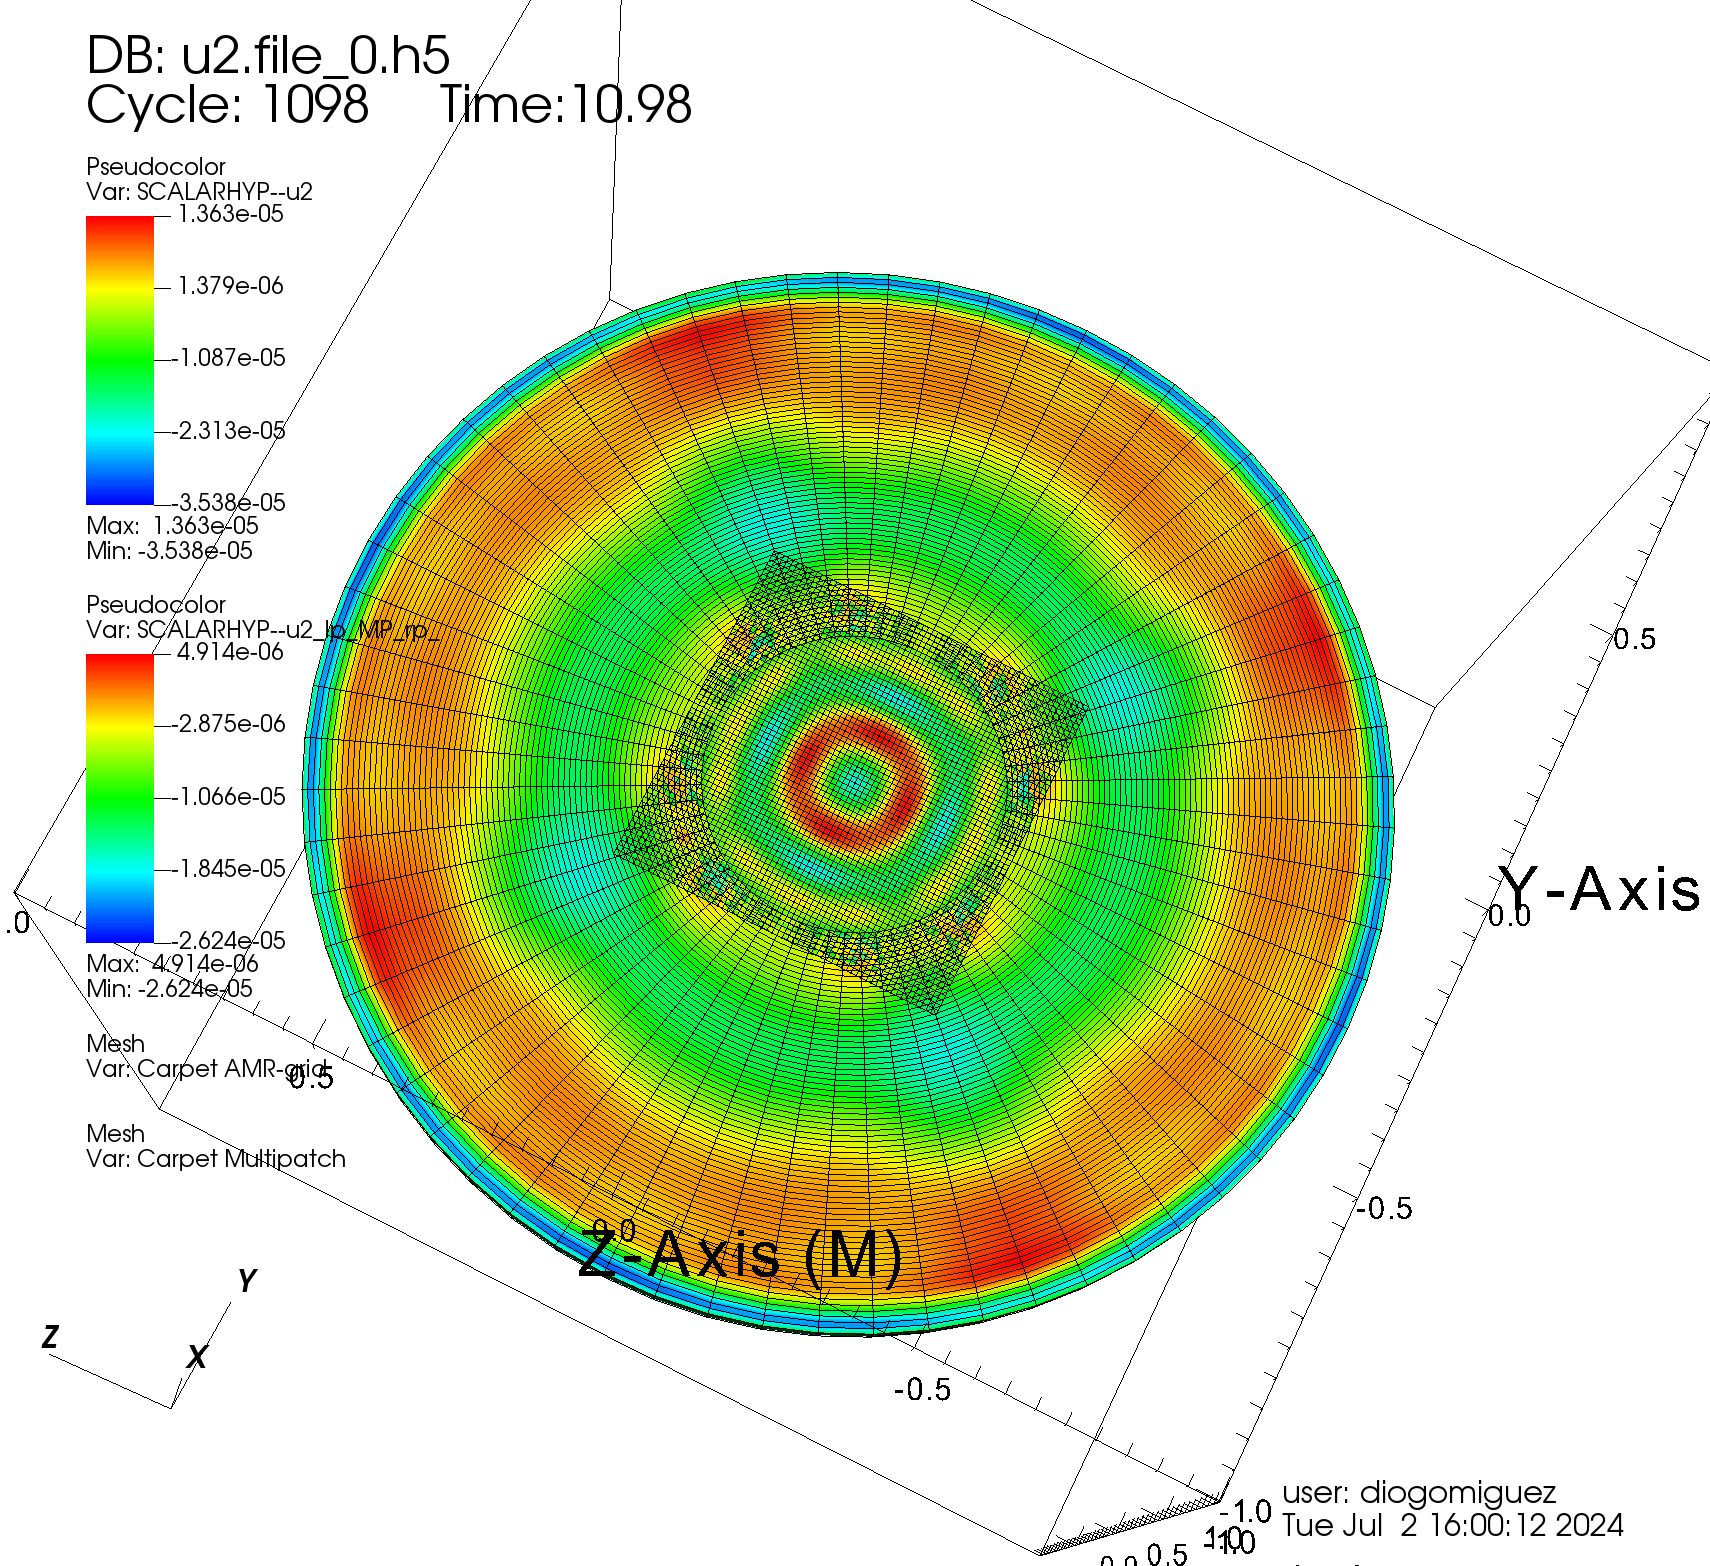 DB: u2.file_0.h5
Cycle: 1098 Time:10.98
Pseudocolor
Var: SCALARHYP--u2
1.363e-05
1.379e-06
-1.087e-05
-2.313e-05
-3.538e-05
Max: 1.363e-05
Min: -3.538e-05
Pseudocolor
Var: SCALARHYP--u2_lp_MP_rp_
4.914e-06
-2.875e-06
-1.066e-05
-1.845e-05
-2.624e-05
Max: 4.914e-06
Min: -2.624e-05
Mesh
Var: Carpet AMR-grid
Mesh
Var: Carpet Multipatch
.0
0.5
0.0
Z-Axis (M)
-0.5
0.5
Y-Axis
0.0
-0.5
-1.0
0.5
Y
Z
X
user: diogomiguez
Tue Jul 2 16:00:12 2024